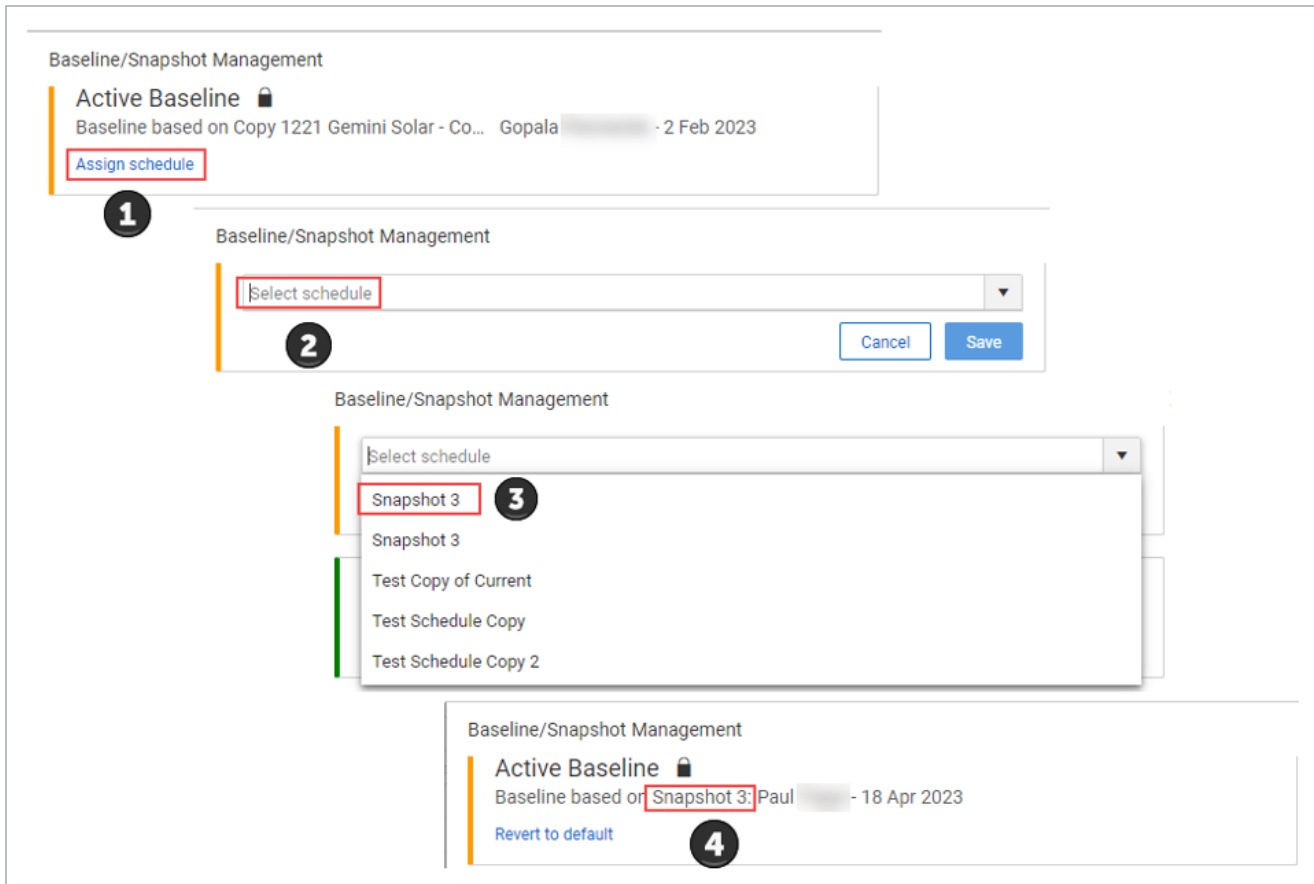 Baseline/Snapshot Management
Active Baseline
Baseline based on Copy 1221 Gemini Solar - Co... Gopala - 2 Feb 2023
Assign schedule
1
Baseline/Snapshot Management
Select schedule
2
Cancel Save
Baseline/Snapshot Management
Select schedule
Snapshot 3 3
Snapshot 3
Test Copy of Current
Test Schedule Copy
Test Schedule Copy 2
Baseline/Snapshot Management
Active Baseline
Baseline based on Snapshot 3: Paul - 18 Apr 2023
Revert to default
4